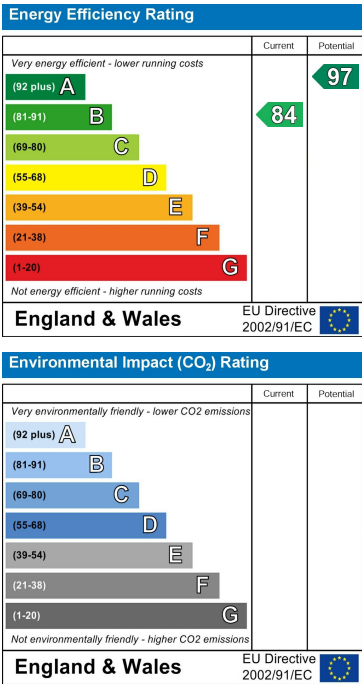 Energy Efficiency Rating
Current Potential
Very energy efficient - lower running costs
(92 plus) A
97
(81-91) B
84
(69-80) C
(55-68) D
(39-54) E
(21-38) F
(1-20) G
Not energy efficient - higher running costs
England & Wales
EU Directive
2002/91/EC
Environmental Impact (CO₂) Rating
Current Potential
Very environmentally friendly - lower CO2 emissions
(92 plus) A
(81-91) B
(69-80) C
(55-68) D
(39-54) E
(21-38) F
(1-20) G
Not environmentally friendly - higher CO2 emissions
England & Wales
EU Directive
2002/91/EC